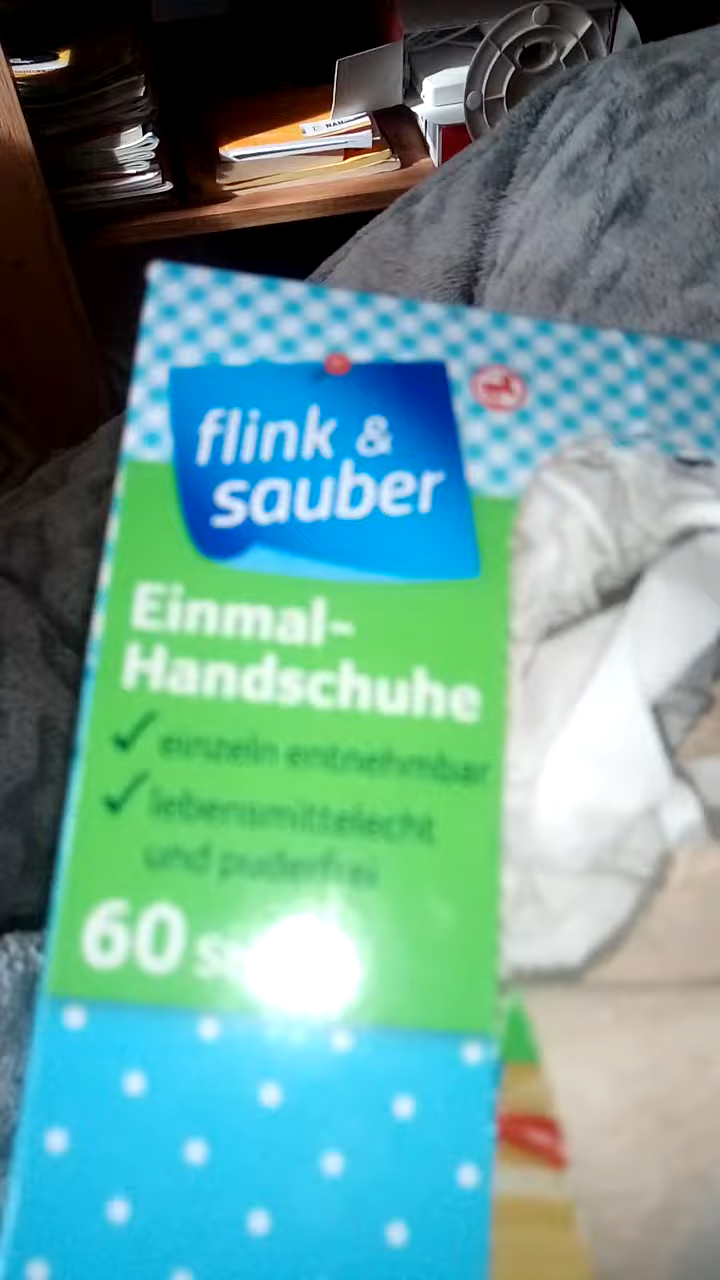 flink &
sauber
Einmal-
Handschuhe
einzeln entnehmbar
lebensmittelecht
und puderfrei
60